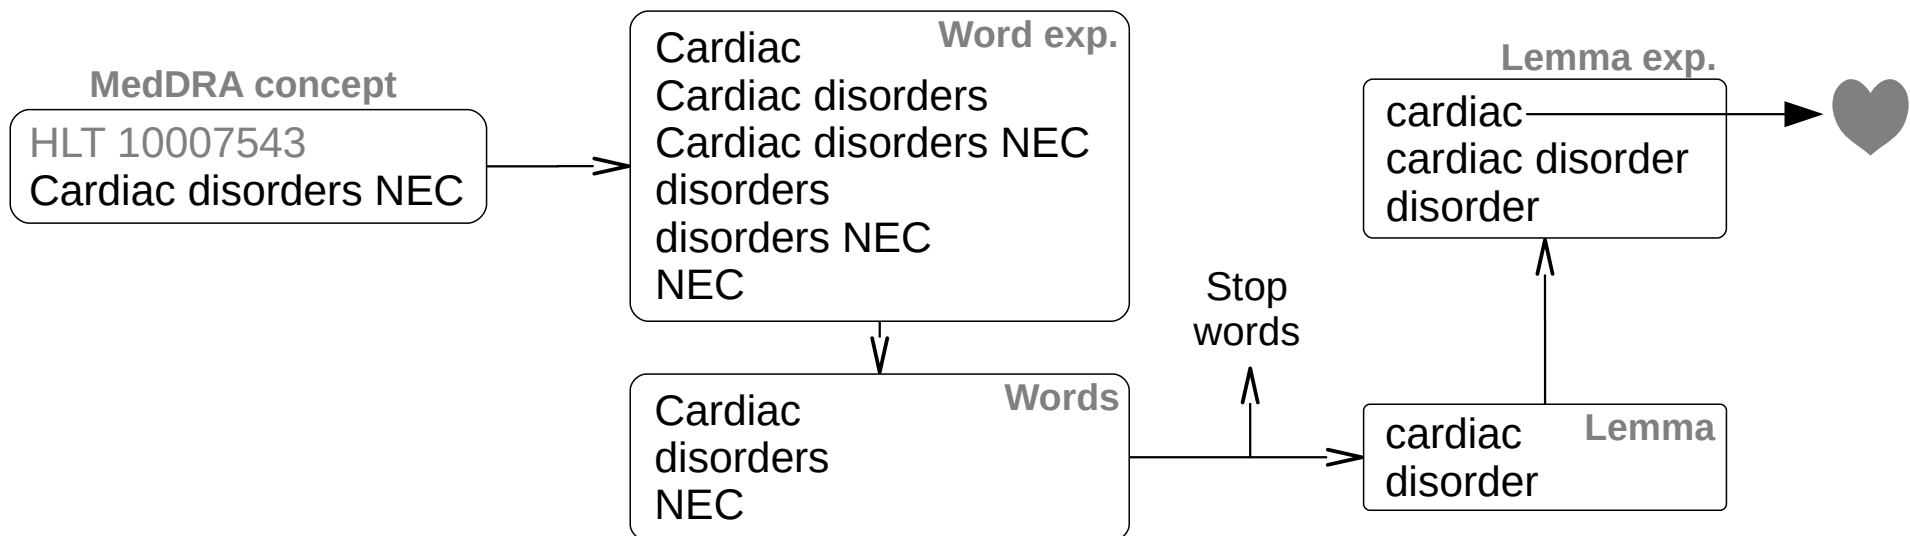 MedDRA concept
HLT 10007543
Cardiac disorders NEC
Word exp.
Cardiac
Cardiac disorders
Cardiac disorders NEC
disorders
disorders NEC
NEC
Words
Cardiac
disorders
NEC
Stop
words
Lemma
cardiac
disorder
Lemma exp.
cardiac
cardiac disorder
disorder